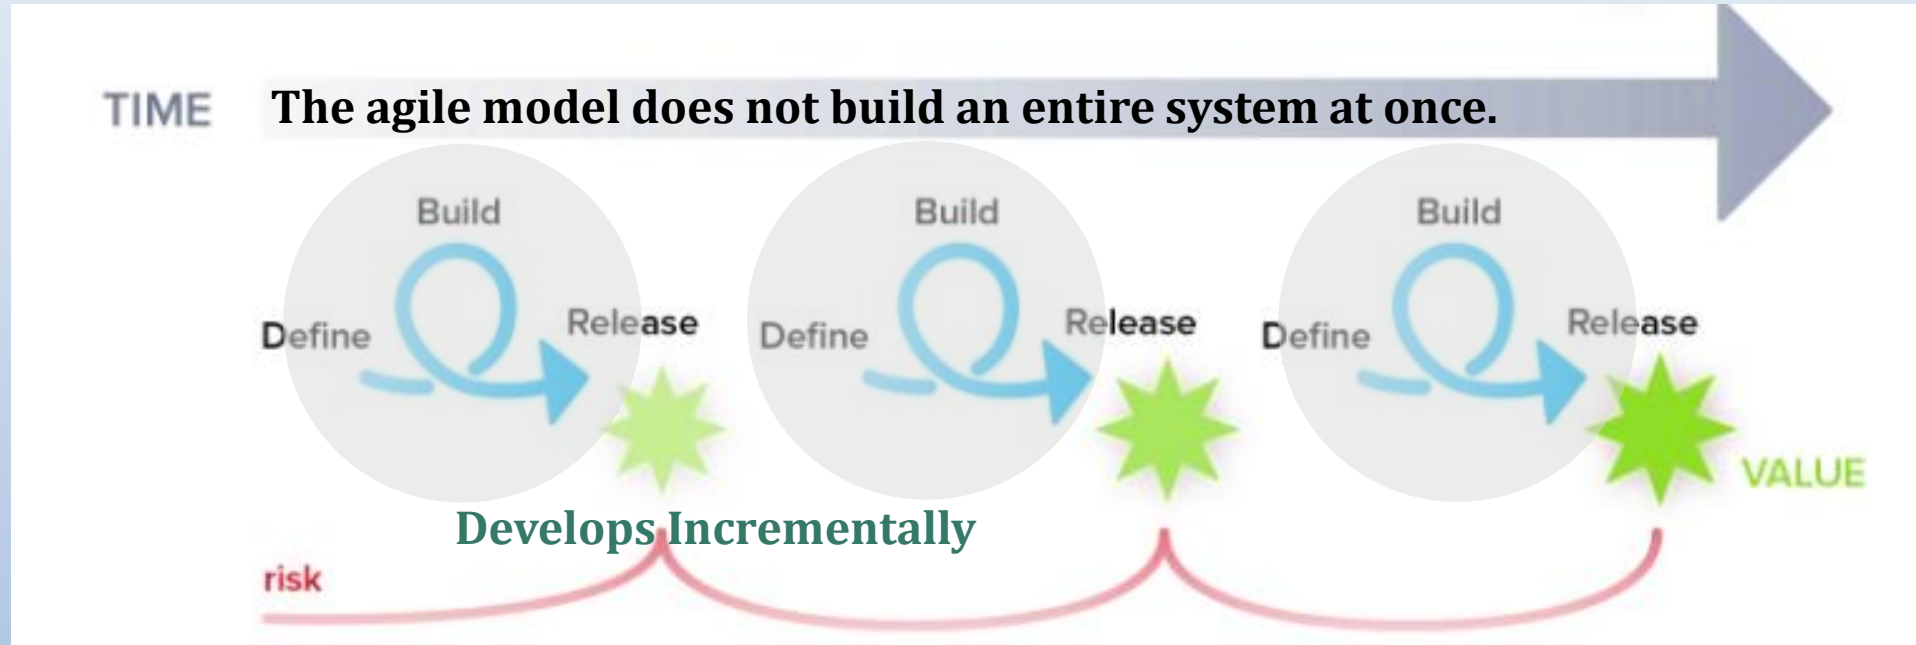 TIME
The agile model does not build an entire system at once.
Build
Build
Build
Define
Release
Define
Release
Define
Release
VALUE
Develops Incrementally
risk